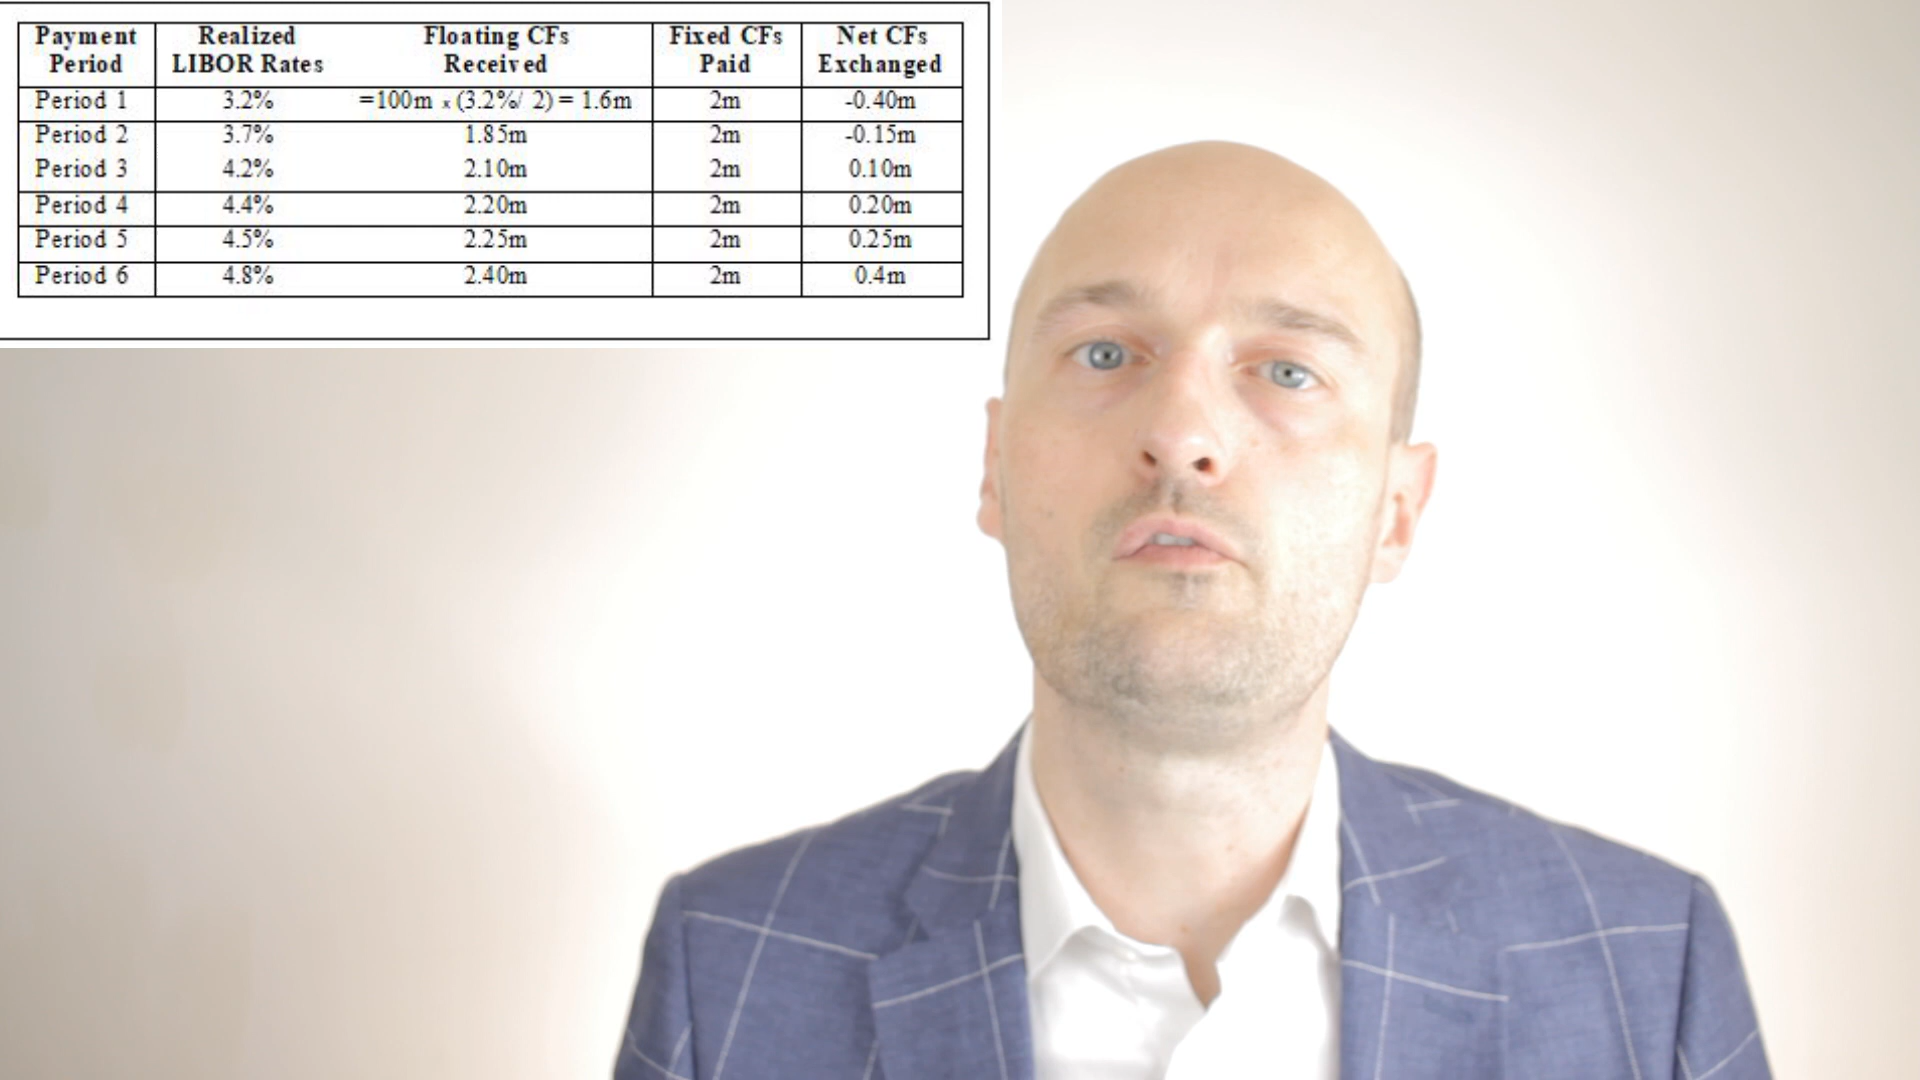 Payment Period | Realized LIBOR Rates | Floating CFs Received | Fixed CFs Paid | Net CFs Exchanged
Period 1 | 3.2% | =100m x (3.2%/ 2) = 1.6m | 2m | -0.40m
Period 2 | 3.7% | 1.85m | 2m | -0.15m
Period 3 | 4.2% | 2.10m | 2m | 0.10m
Period 4 | 4.4% | 2.20m | 2m | 0.20m
Period 5 | 4.5% | 2.25m | 2m | 0.25m
Period 6 | 4.8% | 2.40m | 2m | 0.4m